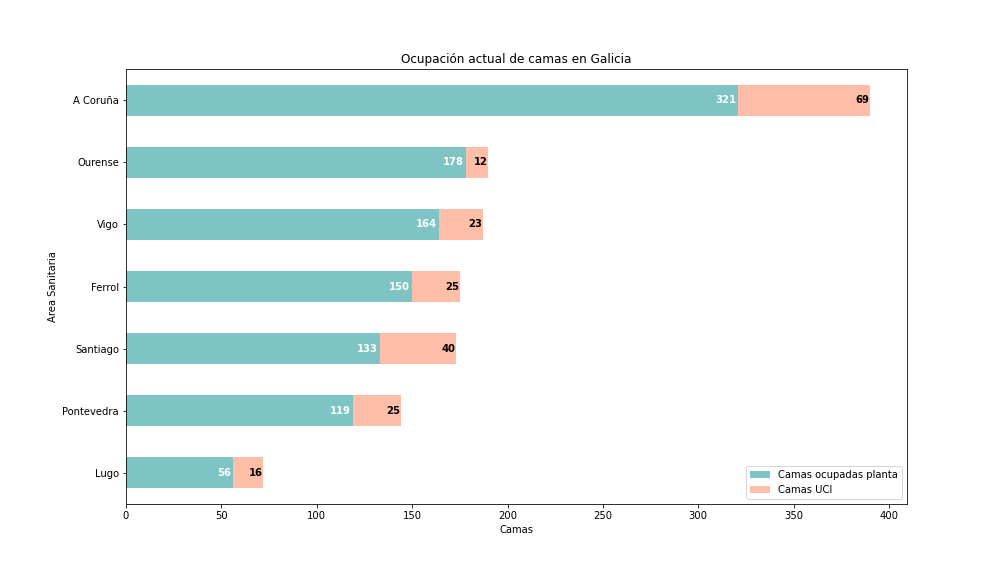 Ocupación actual de camas en Galicia
A Coruña 321 69
Ourense 178 12
Vigo 164 23
Ferrol 150 25
Santiago 133 40
Pontevedra 119 25
Lugo 56 16
Area Sanitaria
Camas ocupadas planta
Camas UCI
0 50 100 150 200 250 300 350 400
Camas